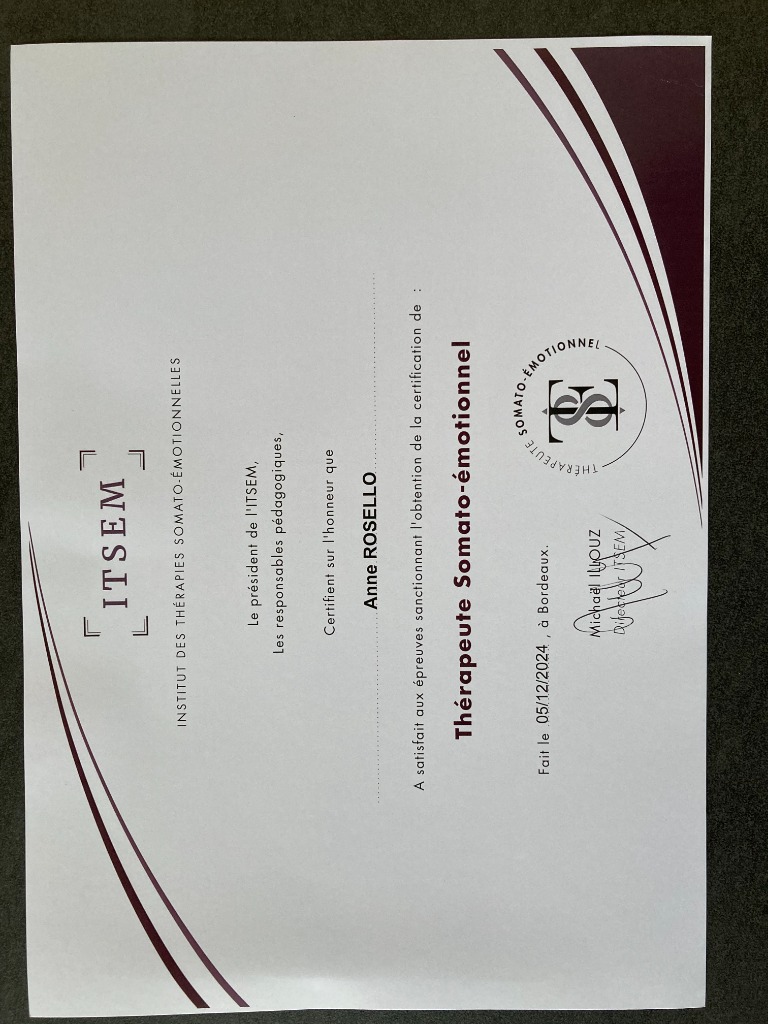 ITSEM
INSTITUT DES THÉRAPIES SOMATO-ÉMOTIONNELLES
Le président de l'ITSEM,
Les responsables pédagogiques,
Certifient sur l'honneur que
Anne ROSELLO
A satisfait aux épreuves sanctionnant l'obtention de la certification de :
Thérapeute Somato-émotionnel
Fait le 05/12/2024 , à Bordeaux.
Michaël ILLOUZ
Directeur ITSEM
THÉRAPEUTE SOMATO-ÉMOTIONNEL
TSE